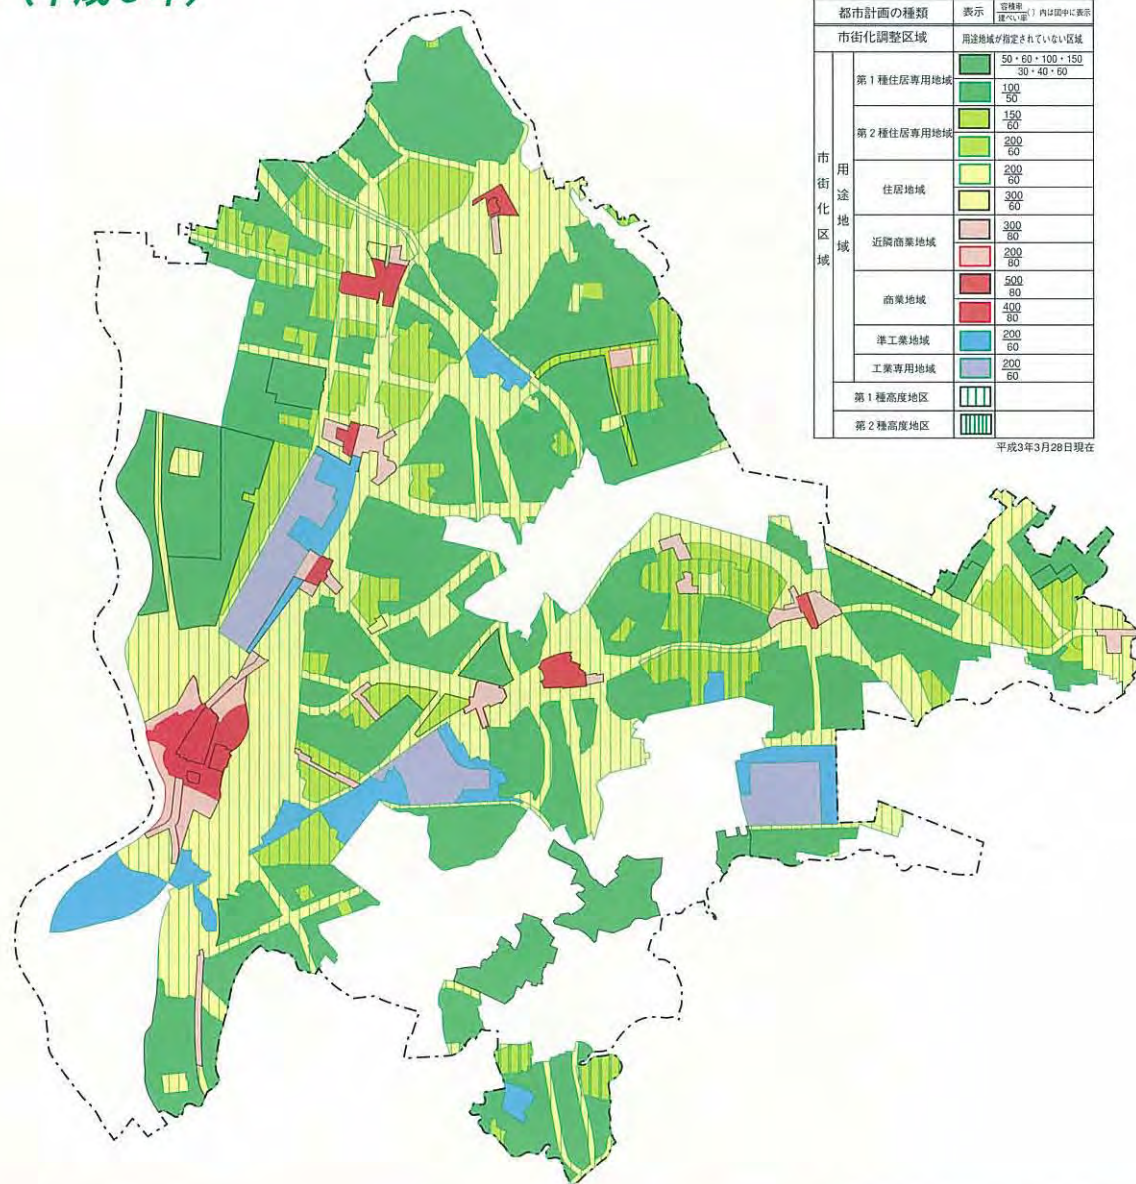 (平成3年)
都市計画の種類 表示 容積率/建ぺい率 ( )内は図中に表示
市街化調整区域 用途地域が指定されていない区域
市街化区域 用途地域
第1種住居専用地域 50・60・100・150/30・40・60
100/50
第2種住居専用地域 150/60
200/60
住居地域 200/60
300/60
近隣商業地域 300/80
200/80
商業地域 500/80
400/80
準工業地域 200/60
工業専用地域 200/60
第1種高度地区
第2種高度地区
平成3年3月28日現在